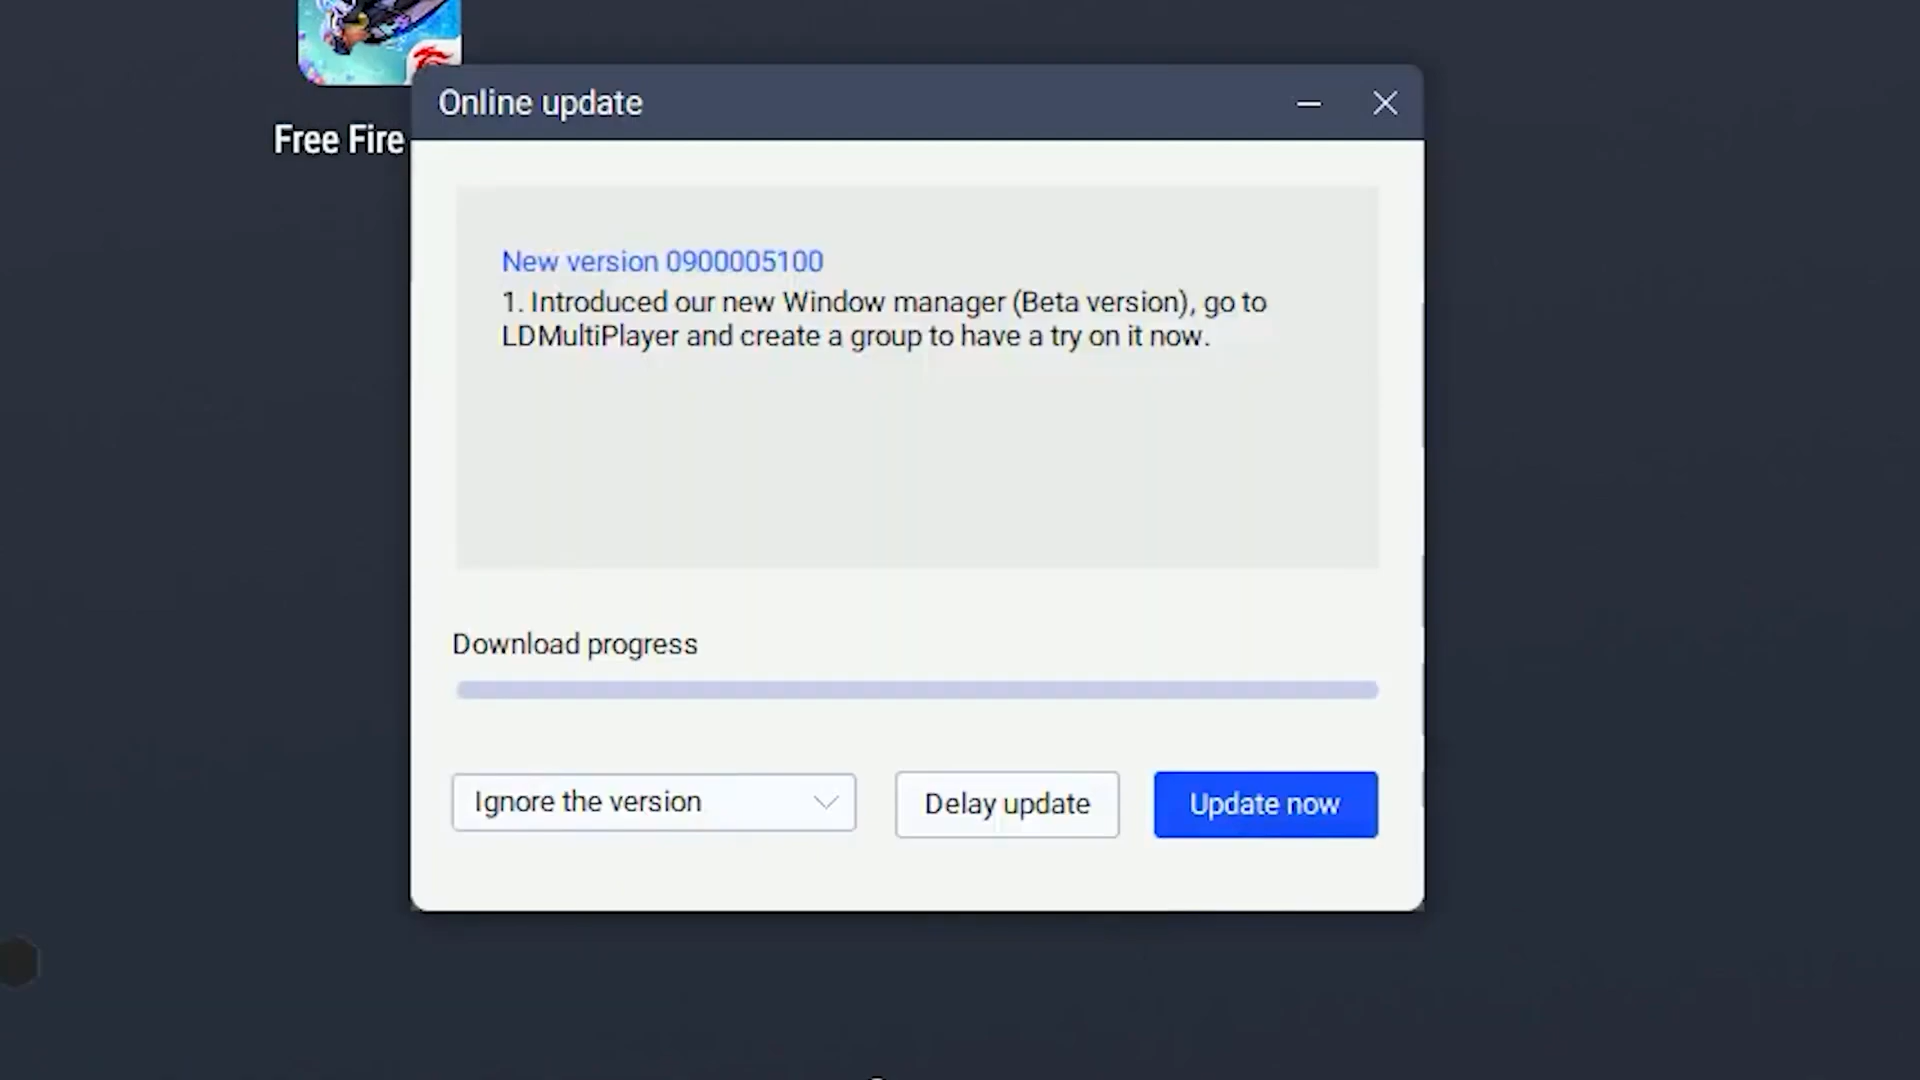 Online update
Free Fire
New version 0900005100
1. Introduced our new Window manager (Beta version), go to
LDMultiPlayer and create a group to have a try on it now.
Download progress
Ignore the version
Delay update
Update now